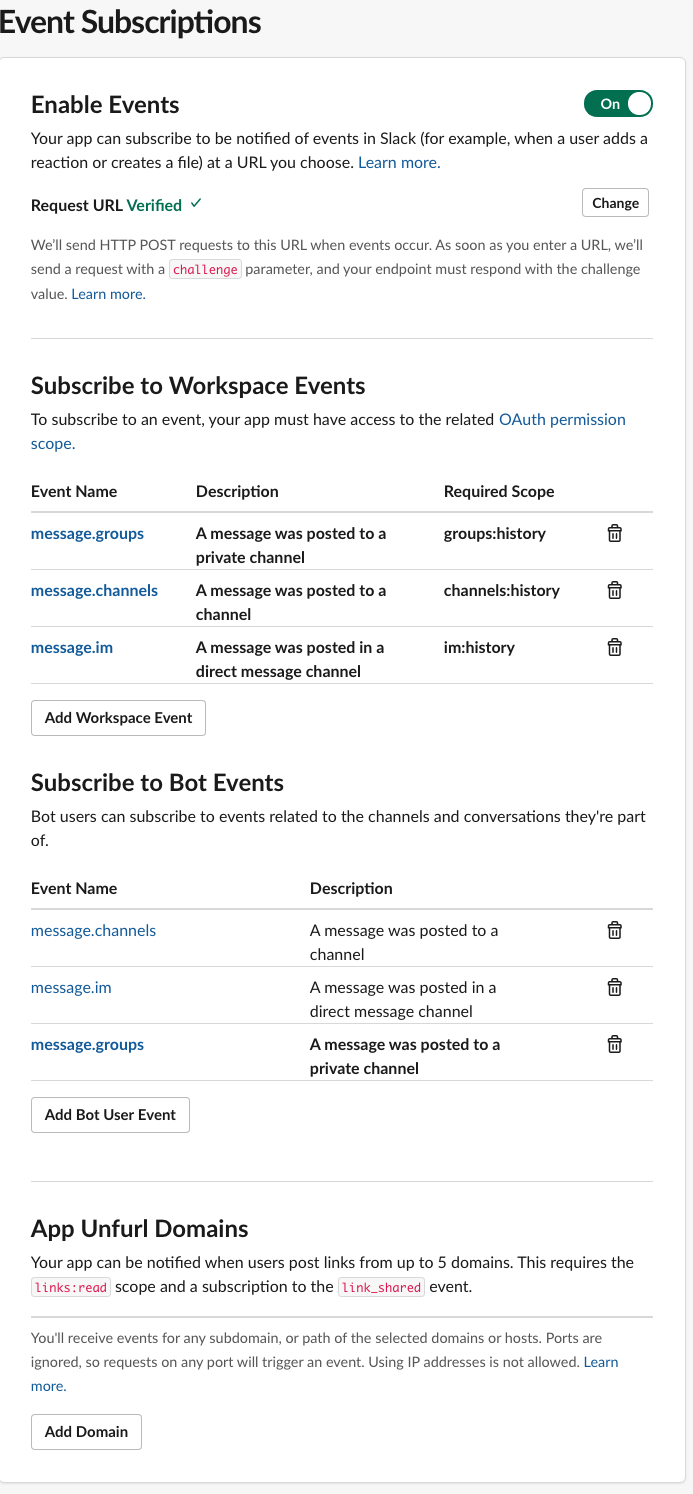 Event Subscriptions
Enable Events
On
Your app can subscribe to be notified of events in Slack (for example, when a user adds a
reaction or creates a file) at a URL you choose. Learn more.
Request URL Verified ✓
Change
We’ll send HTTP POST requests to this URL when events occur. As soon as you enter a URL, we’ll
send a request with a challenge parameter, and your endpoint must respond with the challenge
value. Learn more.
Subscribe to Workspace Events
To subscribe to an event, your app must have access to the related OAuth permission
scope.
Event Name Description Required Scope
message.groups A message was posted to a groups:history
private channel
message.channels A message was posted to a channels:history
channel
message.im A message was posted in a im:history
direct message channel
Add Workspace Event
Subscribe to Bot Events
Bot users can subscribe to events related to the channels and conversations they're part
of.
Event Name Description
message.channels A message was posted to a
channel
message.im A message was posted in a
direct message channel
message.groups A message was posted to a
private channel
Add Bot User Event
App Unfurl Domains
Your app can be notified when users post links from up to 5 domains. This requires the
links:read scope and a subscription to the link_shared event.
You'll receive events for any subdomain, or path of the selected domains or hosts. Ports are
ignored, so requests on any port will trigger an event. Using IP addresses is not allowed. Learn
more.
Add Domain